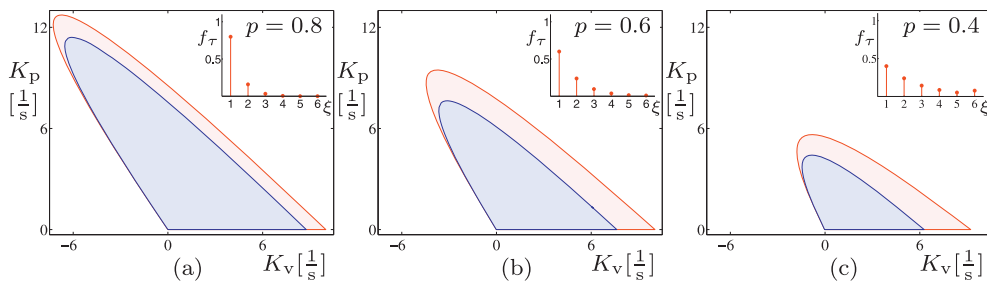 12
6
0
K_p
[1/s]
-6
0
6
K_v[1/s]
(a)
p = 0.8
1
0.5
f_τ
1 2 3 4 5 6
ξ
12
6
0
K_p
[1/s]
-6
0
6
K_v[1/s]
(b)
p = 0.6
1
0.5
f_τ
1 2 3 4 5 6
ξ
12
6
0
K_p
[1/s]
-6
0
6
K_v[1/s]
(c)
p = 0.4
1
0.5
f_τ
1 2 3 4 5 6
ξ